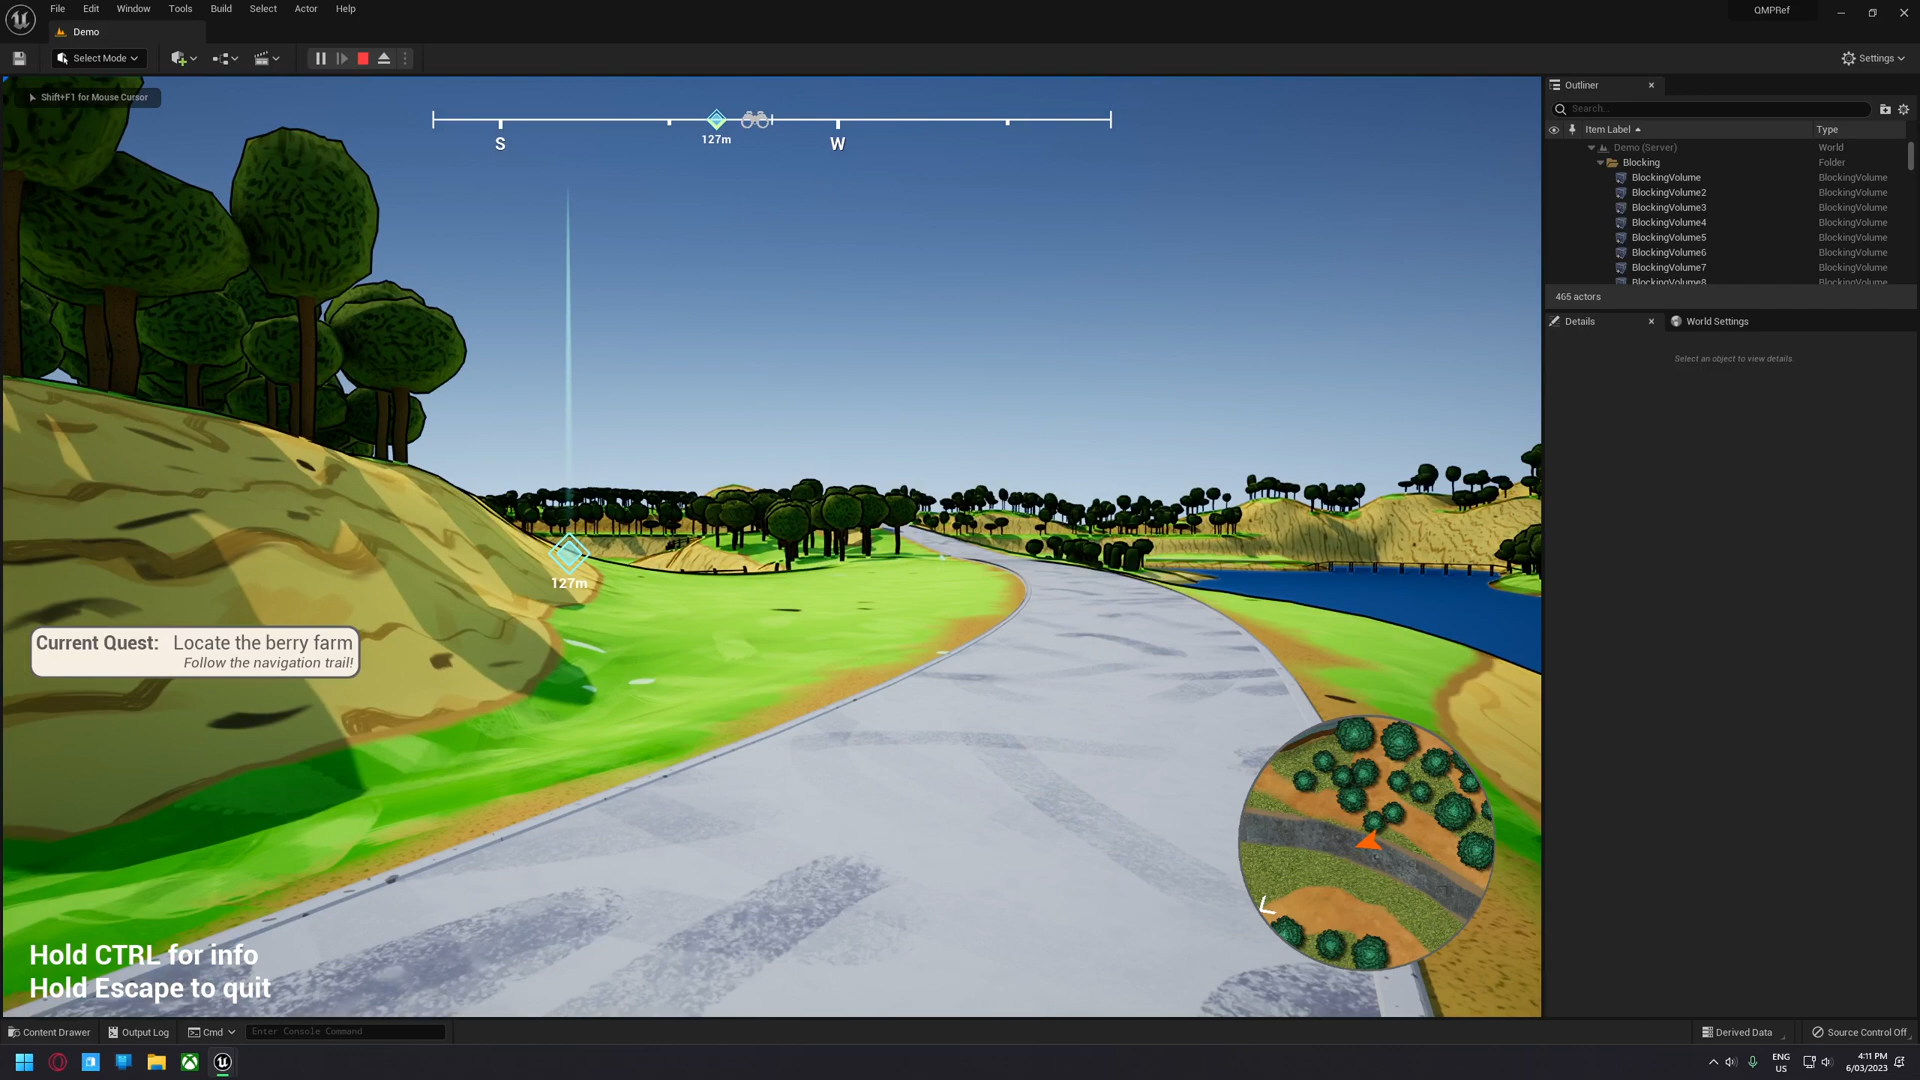 File Edit Window Tools Build Select Actor Help
QMPRef
Demo
Select Mode
Settings
Shift+F1 for Mouse Cursor
127m
S
W
127m
Current Quest: Locate the berry farm
Follow the navigation trail!
Hold CTRL for info
Hold Escape to quit
Outliner
Search...
Item Label Type
Demo (Server) World
Blocking Folder
BlockingVolume BlockingVolume
BlockingVolume2 BlockingVolume
BlockingVolume3 BlockingVolume
BlockingVolume4 BlockingVolume
BlockingVolume5 BlockingVolume
BlockingVolume6 BlockingVolume
BlockingVolume7 BlockingVolume
BlockingVolume8 BlockingVolume
465 actors
Details World Settings
Select an object to view details.
Content Drawer Output Log Cmd Enter Console Command
Derived Data Source Control Off
ENG
US
4:11 PM
6/03/2023